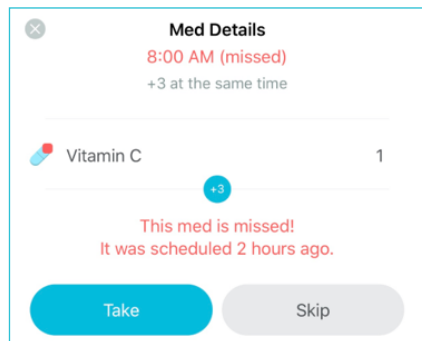 Med Details
8:00 AM (missed)
+3 at the same time
Vitamin C 1
+3
This med is missed!
It was scheduled 2 hours ago.
Take Skip